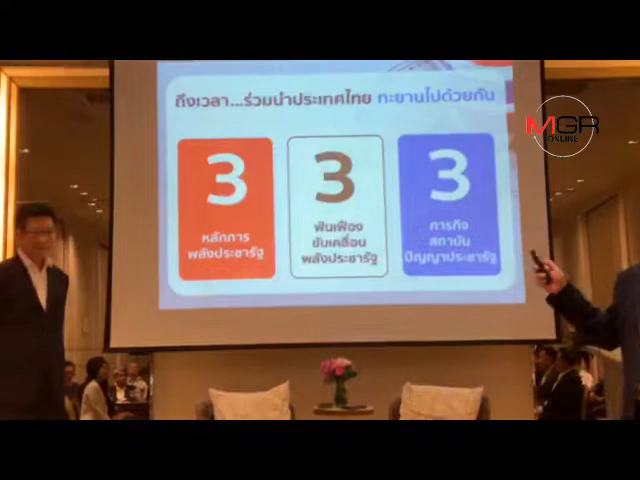 ถึงเวลา...ร่วมนำประเทศไทย ทะยานไปด้วยกัน
MGR
ONLINE
3
หลักการ
พลังประชารัฐ
3
ฟันเฟือง
ขับเคลื่อน
พลังประชารัฐ
3
ภารกิจ
สถาบัน
ปัญญาประชารัฐ